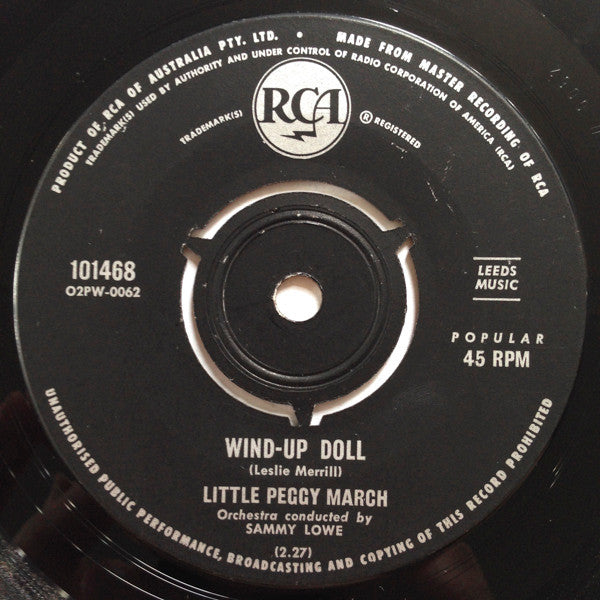 PRODUCT OF RCA OF AUSTRALIA PTY. LTD. • MADE FROM MASTER RECORDING OF RCA
TRADEMARK(S) USED BY AUTHORITY AND UNDER CONTROL OF RADIO CORPORATION OF AMERICA (RCA)
RCA
TRADEMARK(S) ® REGISTERED
101468
O2PW-0062
LEEDS
MUSIC
POPULAR
45 RPM
WIND-UP DOLL
(Leslie Merrill)
LITTLE PEGGY MARCH
Orchestra conducted by
SAMMY LOWE
(2.27)
UNAUTHORISED PUBLIC PERFORMANCE, BROADCASTING AND COPYING OF THIS RECORD PROHIBITED